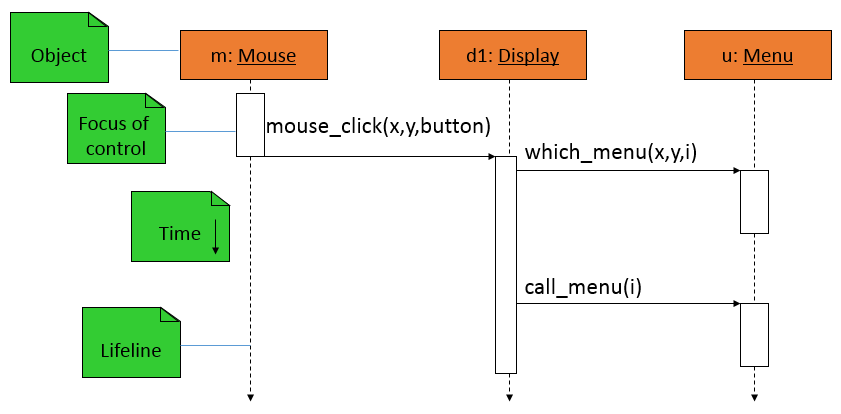 Object
m: Mouse
d1: Display
u: Menu
Focus of
control
mouse_click(x,y,button)
which_menu(x,y,i)
Time
call_menu(i)
Lifeline